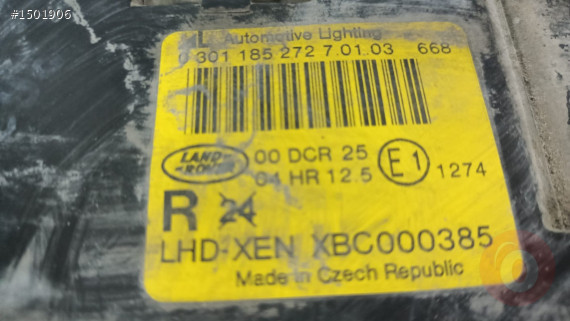 #1501906
AL Automotive Lighting
0 301 185 272 7.01.03 668
LAND ROVER
00 DCR 25
04 HR 12.5
E1
1274
R 24
LHD-XEN XBC000385
Made in Czech Republic